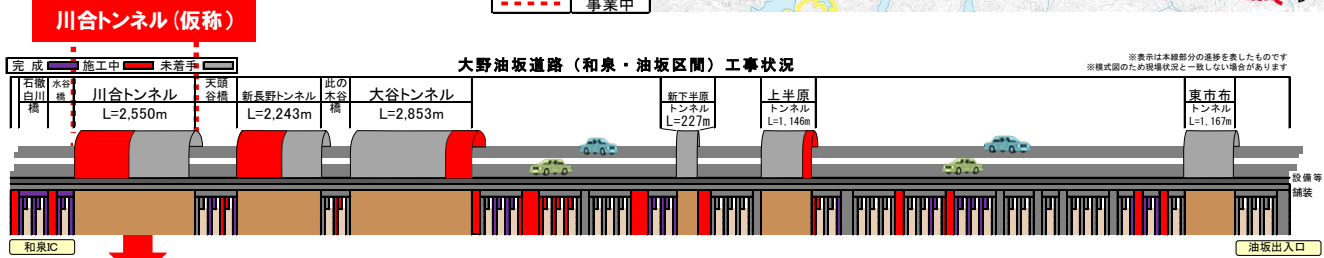 事業中
川合トンネル(仮称)
完成 施工中 未着手
大野油坂道路(和泉・油坂区間)工事状況
※表示は本線部分の進捗を表したものです
※模式図のため現場状況と一致しない場合があります
石徹白川橋
水谷橋
川合トンネル
L=2,550m
天頭谷橋
新長野トンネル
L=2,243m
此の木谷橋
大谷トンネル
L=2,853m
新下半原
トンネル
L=227m
上半原
トンネル
L=1,146m
東市布
トンネル
L=1,167m
設備等
舗装
和泉IC
油坂出入口